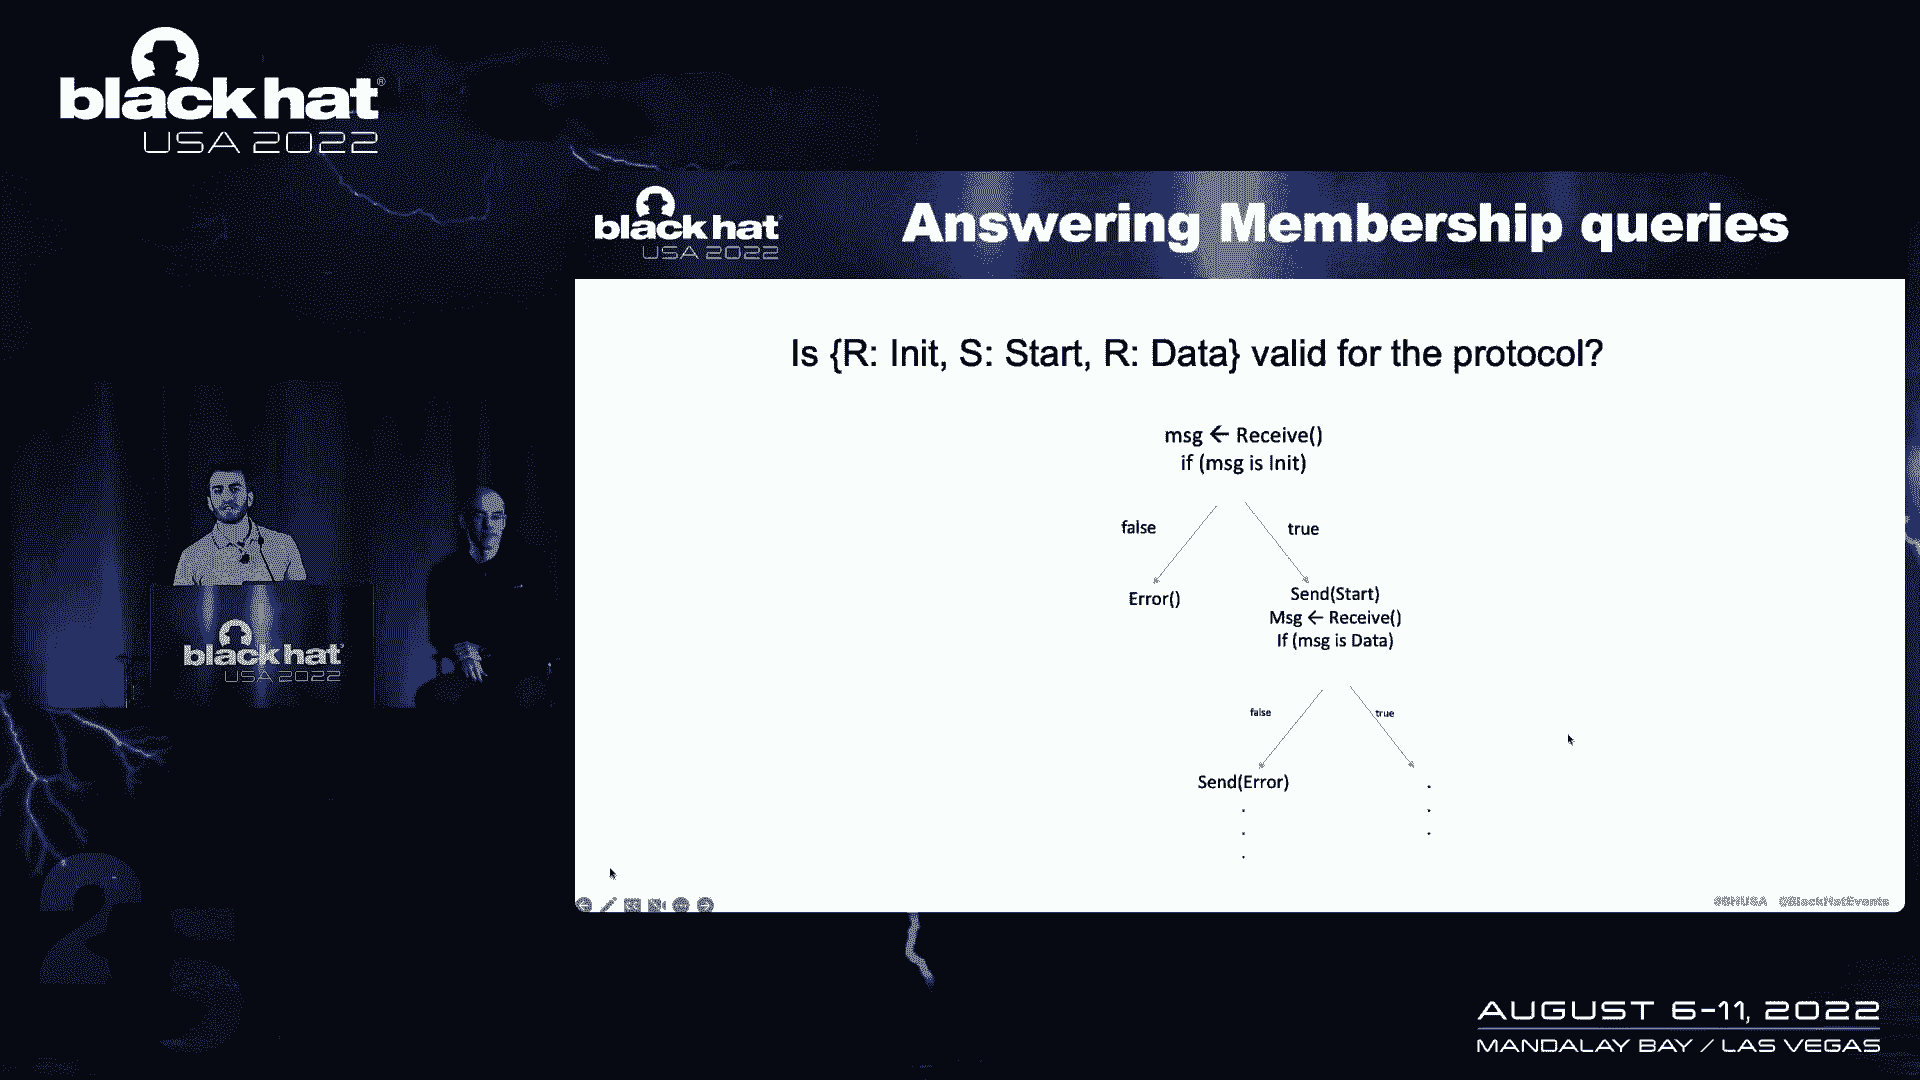 black hat®
USA 2022
black hat
USA 2022
Answering Membership queries
Is {R: Init, S: Start, R: Data} valid for the protocol?
msg ← Receive()
if (msg is Init)
false
true
Error()
Send(Start)
Msg ← Receive()
If (msg is Data)
false
true
Send(Error)
.
.
.
.
.
.
black hat
USA 2022
#BHUSA @BlackHatEvents
25
AUGUST 6-11, 2022
MANDALAY BAY / LAS VEGAS